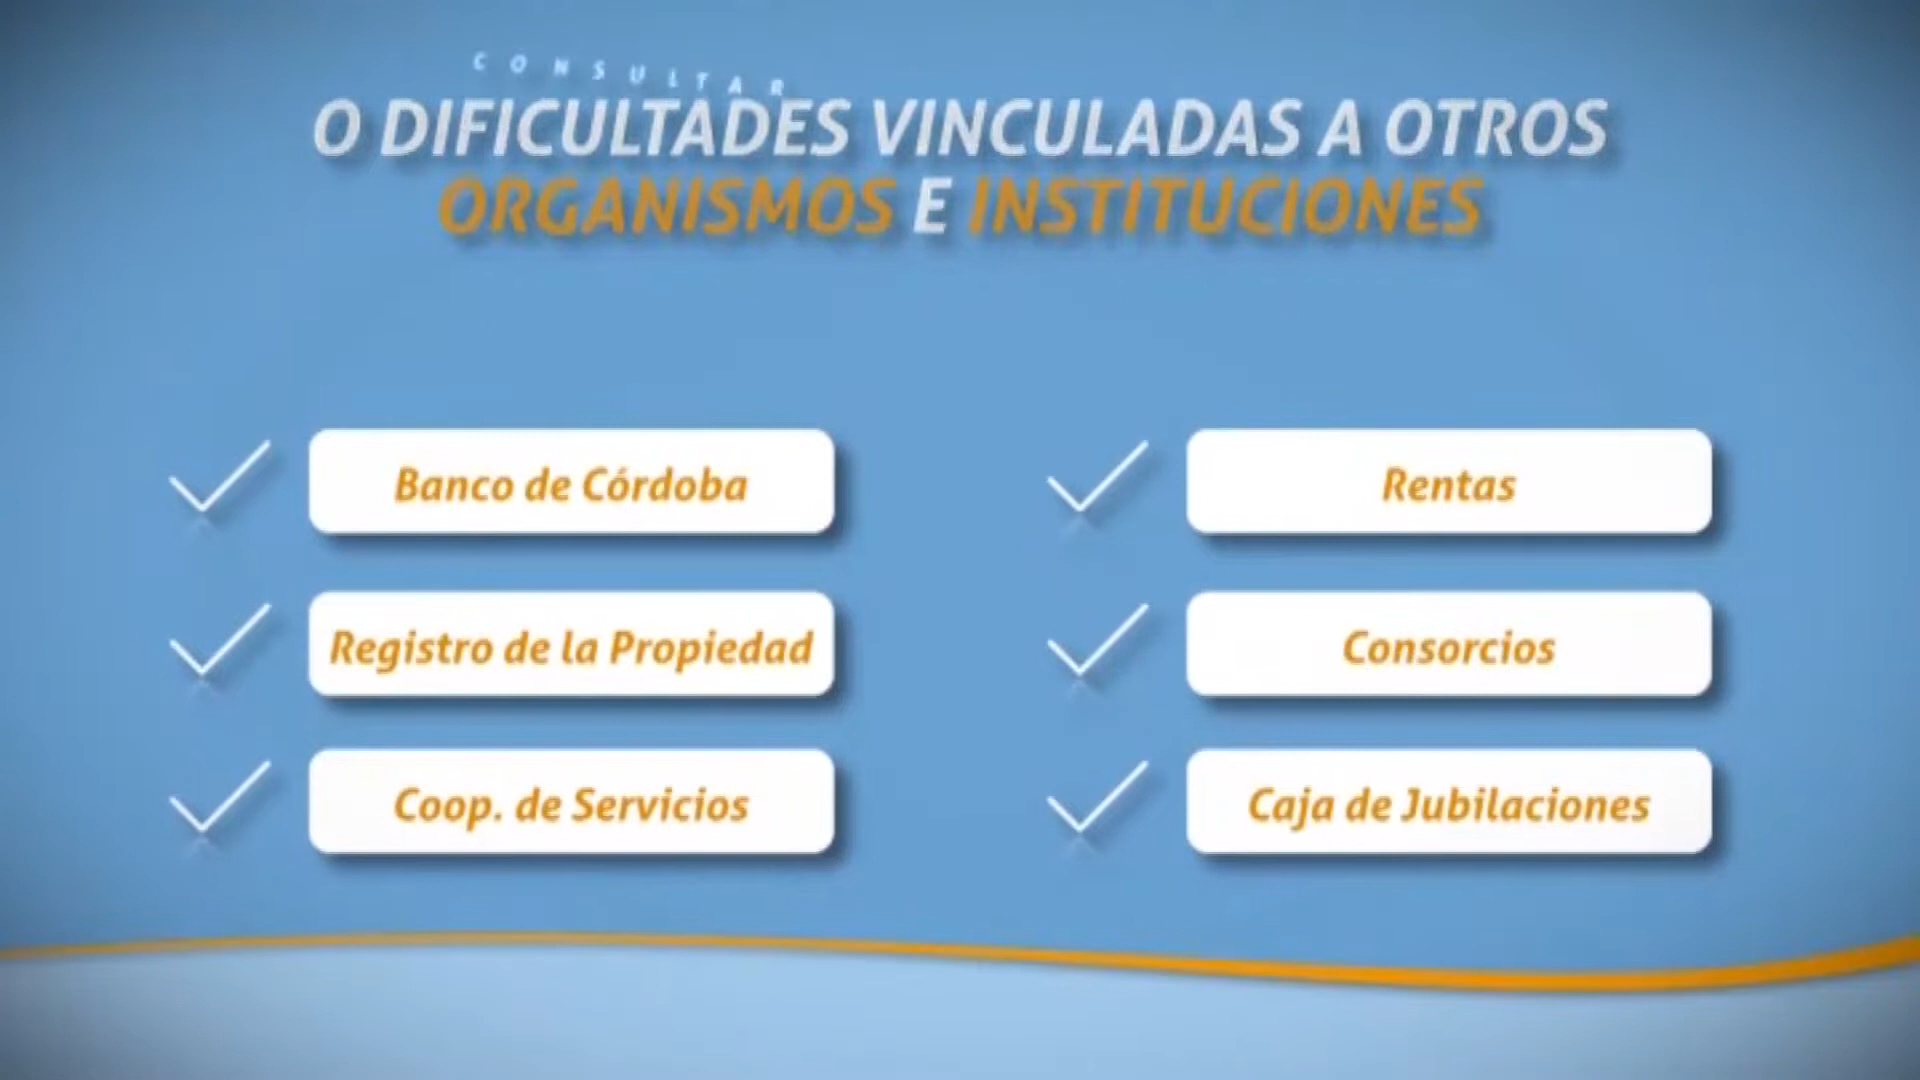 CONSULTAR
O DIFICULTADES VINCULADAS A OTROS
ORGANISMOS E INSTITUCIONES
Banco de Córdoba
Rentas
Registro de la Propiedad
Consorcios
Coop. de Servicios
Caja de Jubilaciones